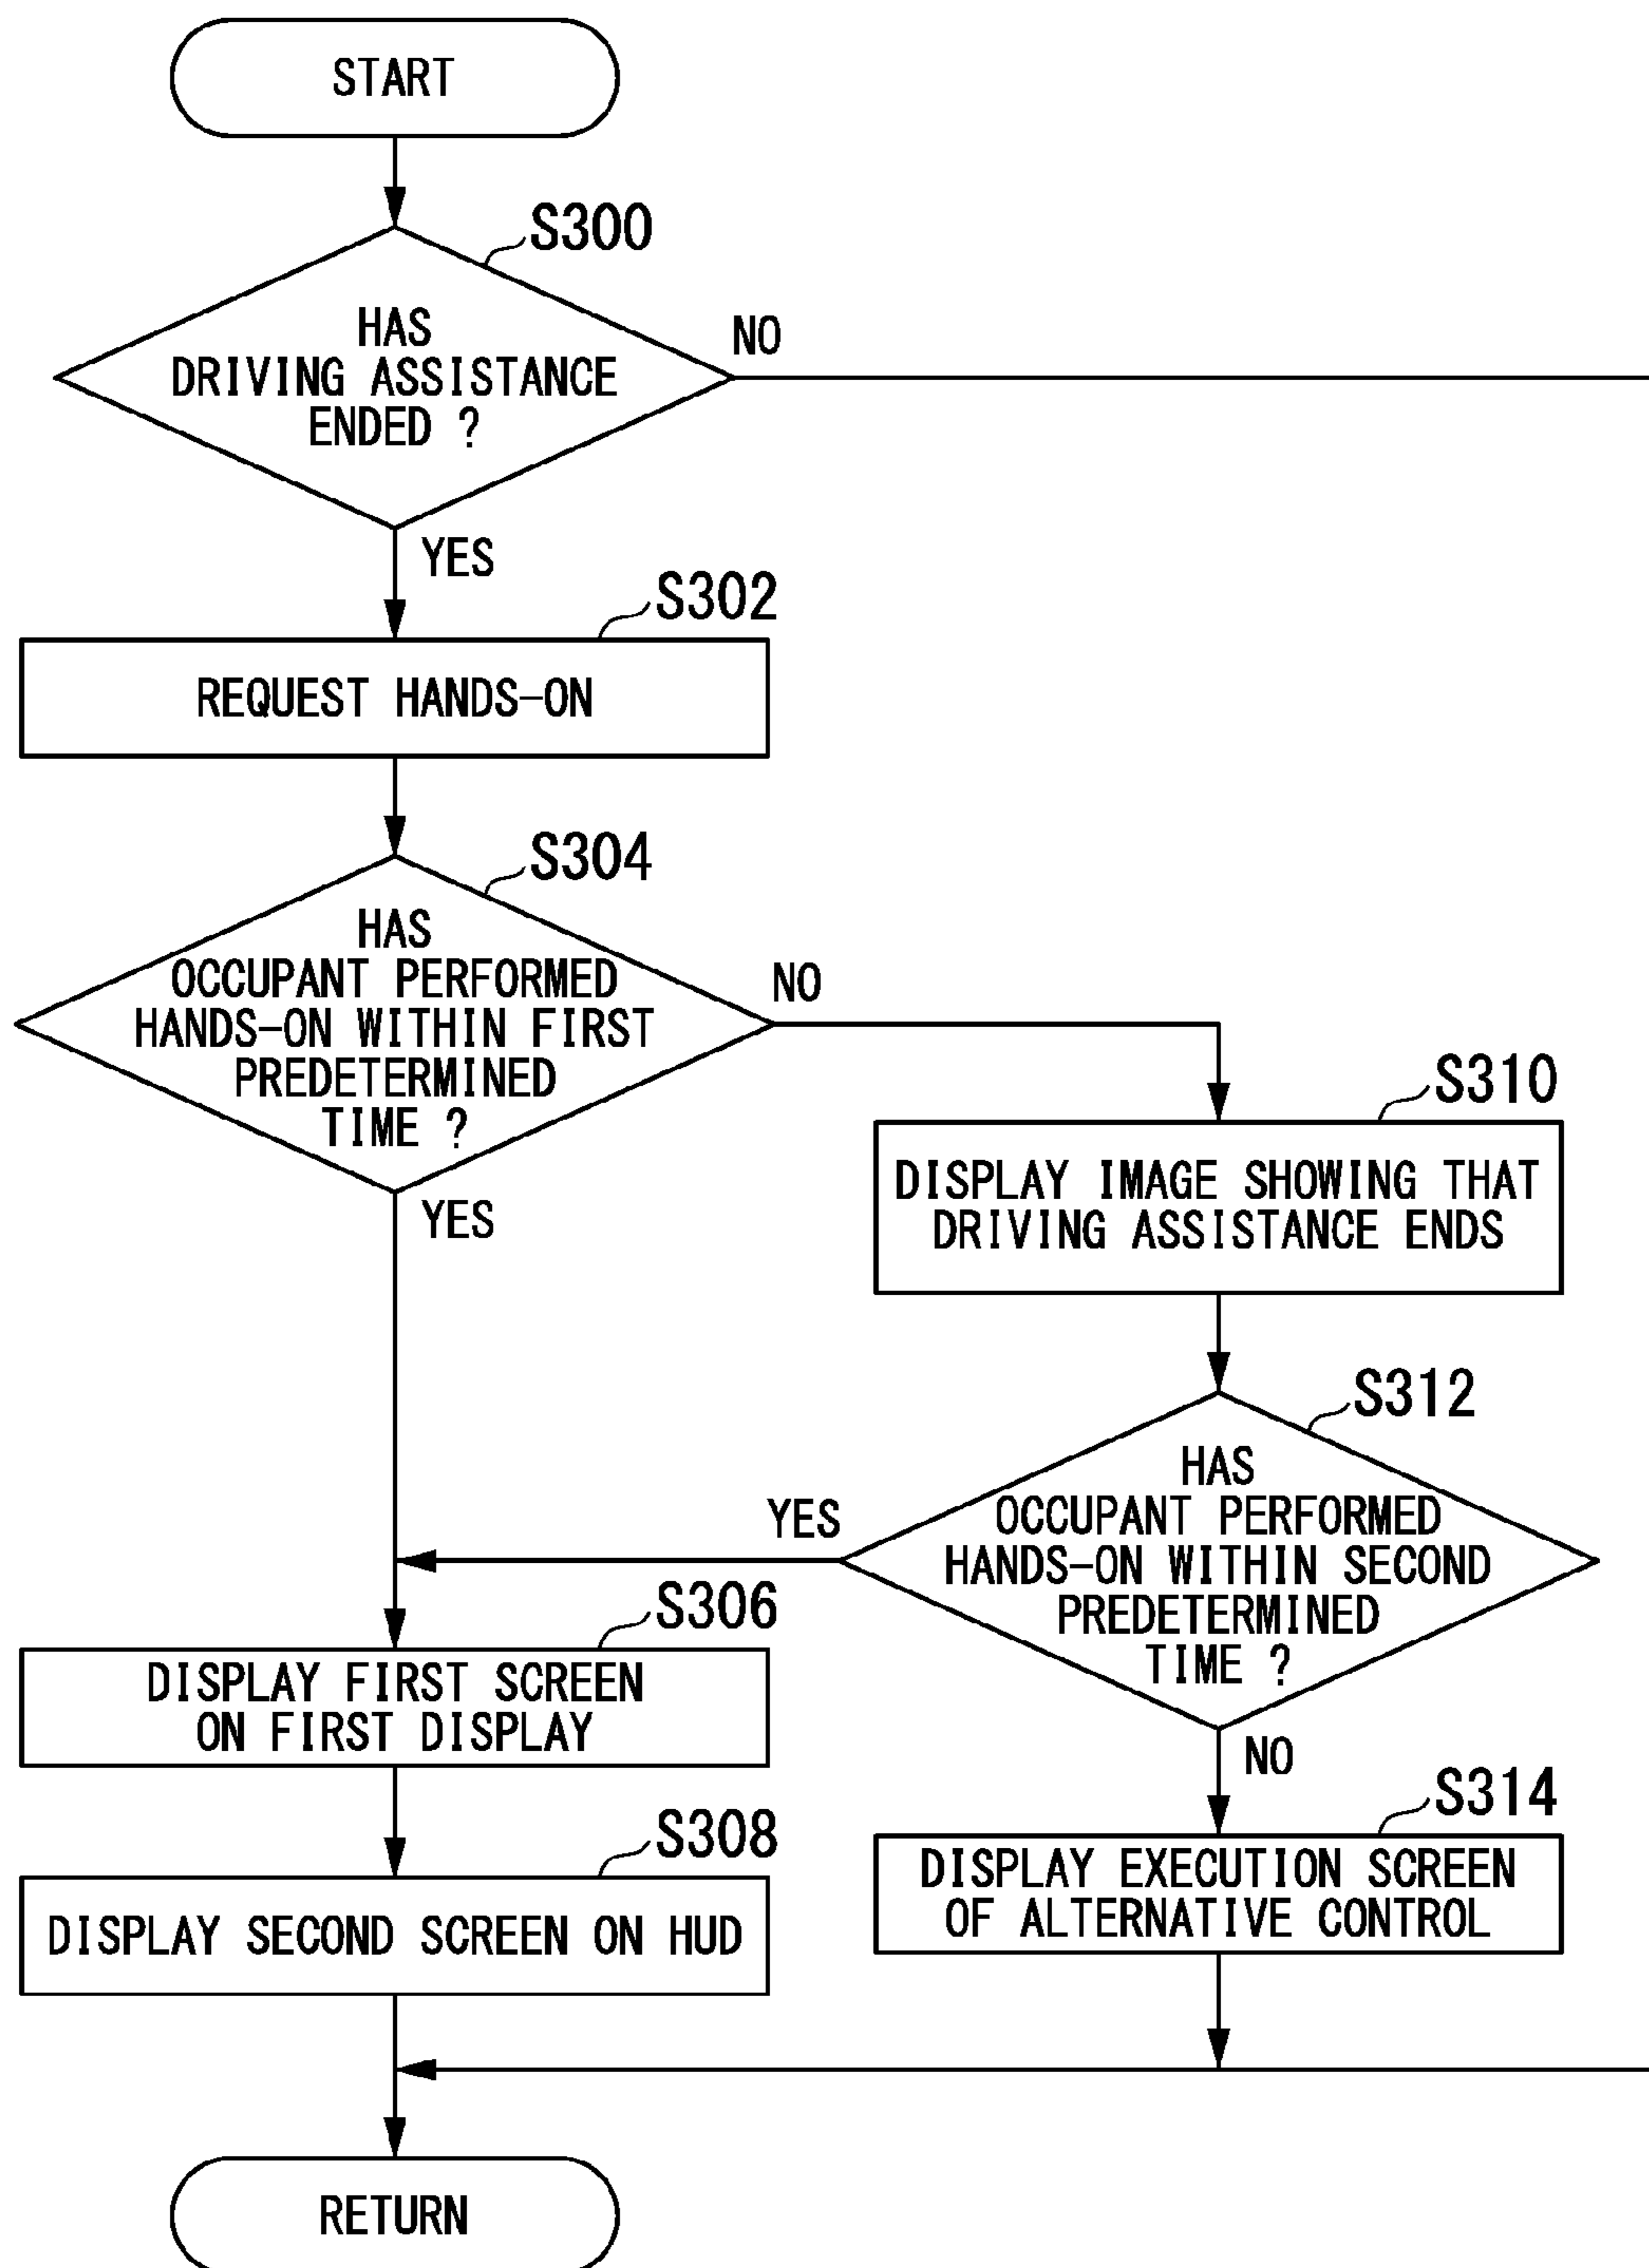 START
S300
HAS
DRIVING ASSISTANCE
ENDED ?
NO
YES
S302
REQUEST HANDS-ON
S304
HAS
OCCUPANT PERFORMED
HANDS-ON WITHIN FIRST
PREDETERMINED
TIME ?
NO
YES
S310
DISPLAY IMAGE SHOWING THAT
DRIVING ASSISTANCE ENDS
S312
HAS
OCCUPANT PERFORMED
HANDS-ON WITHIN SECOND
PREDETERMINED
TIME ?
YES
NO
S306
DISPLAY FIRST SCREEN
ON FIRST DISPLAY
S308
DISPLAY SECOND SCREEN ON HUD
S314
DISPLAY EXECUTION SCREEN
OF ALTERNATIVE CONTROL
RETURN